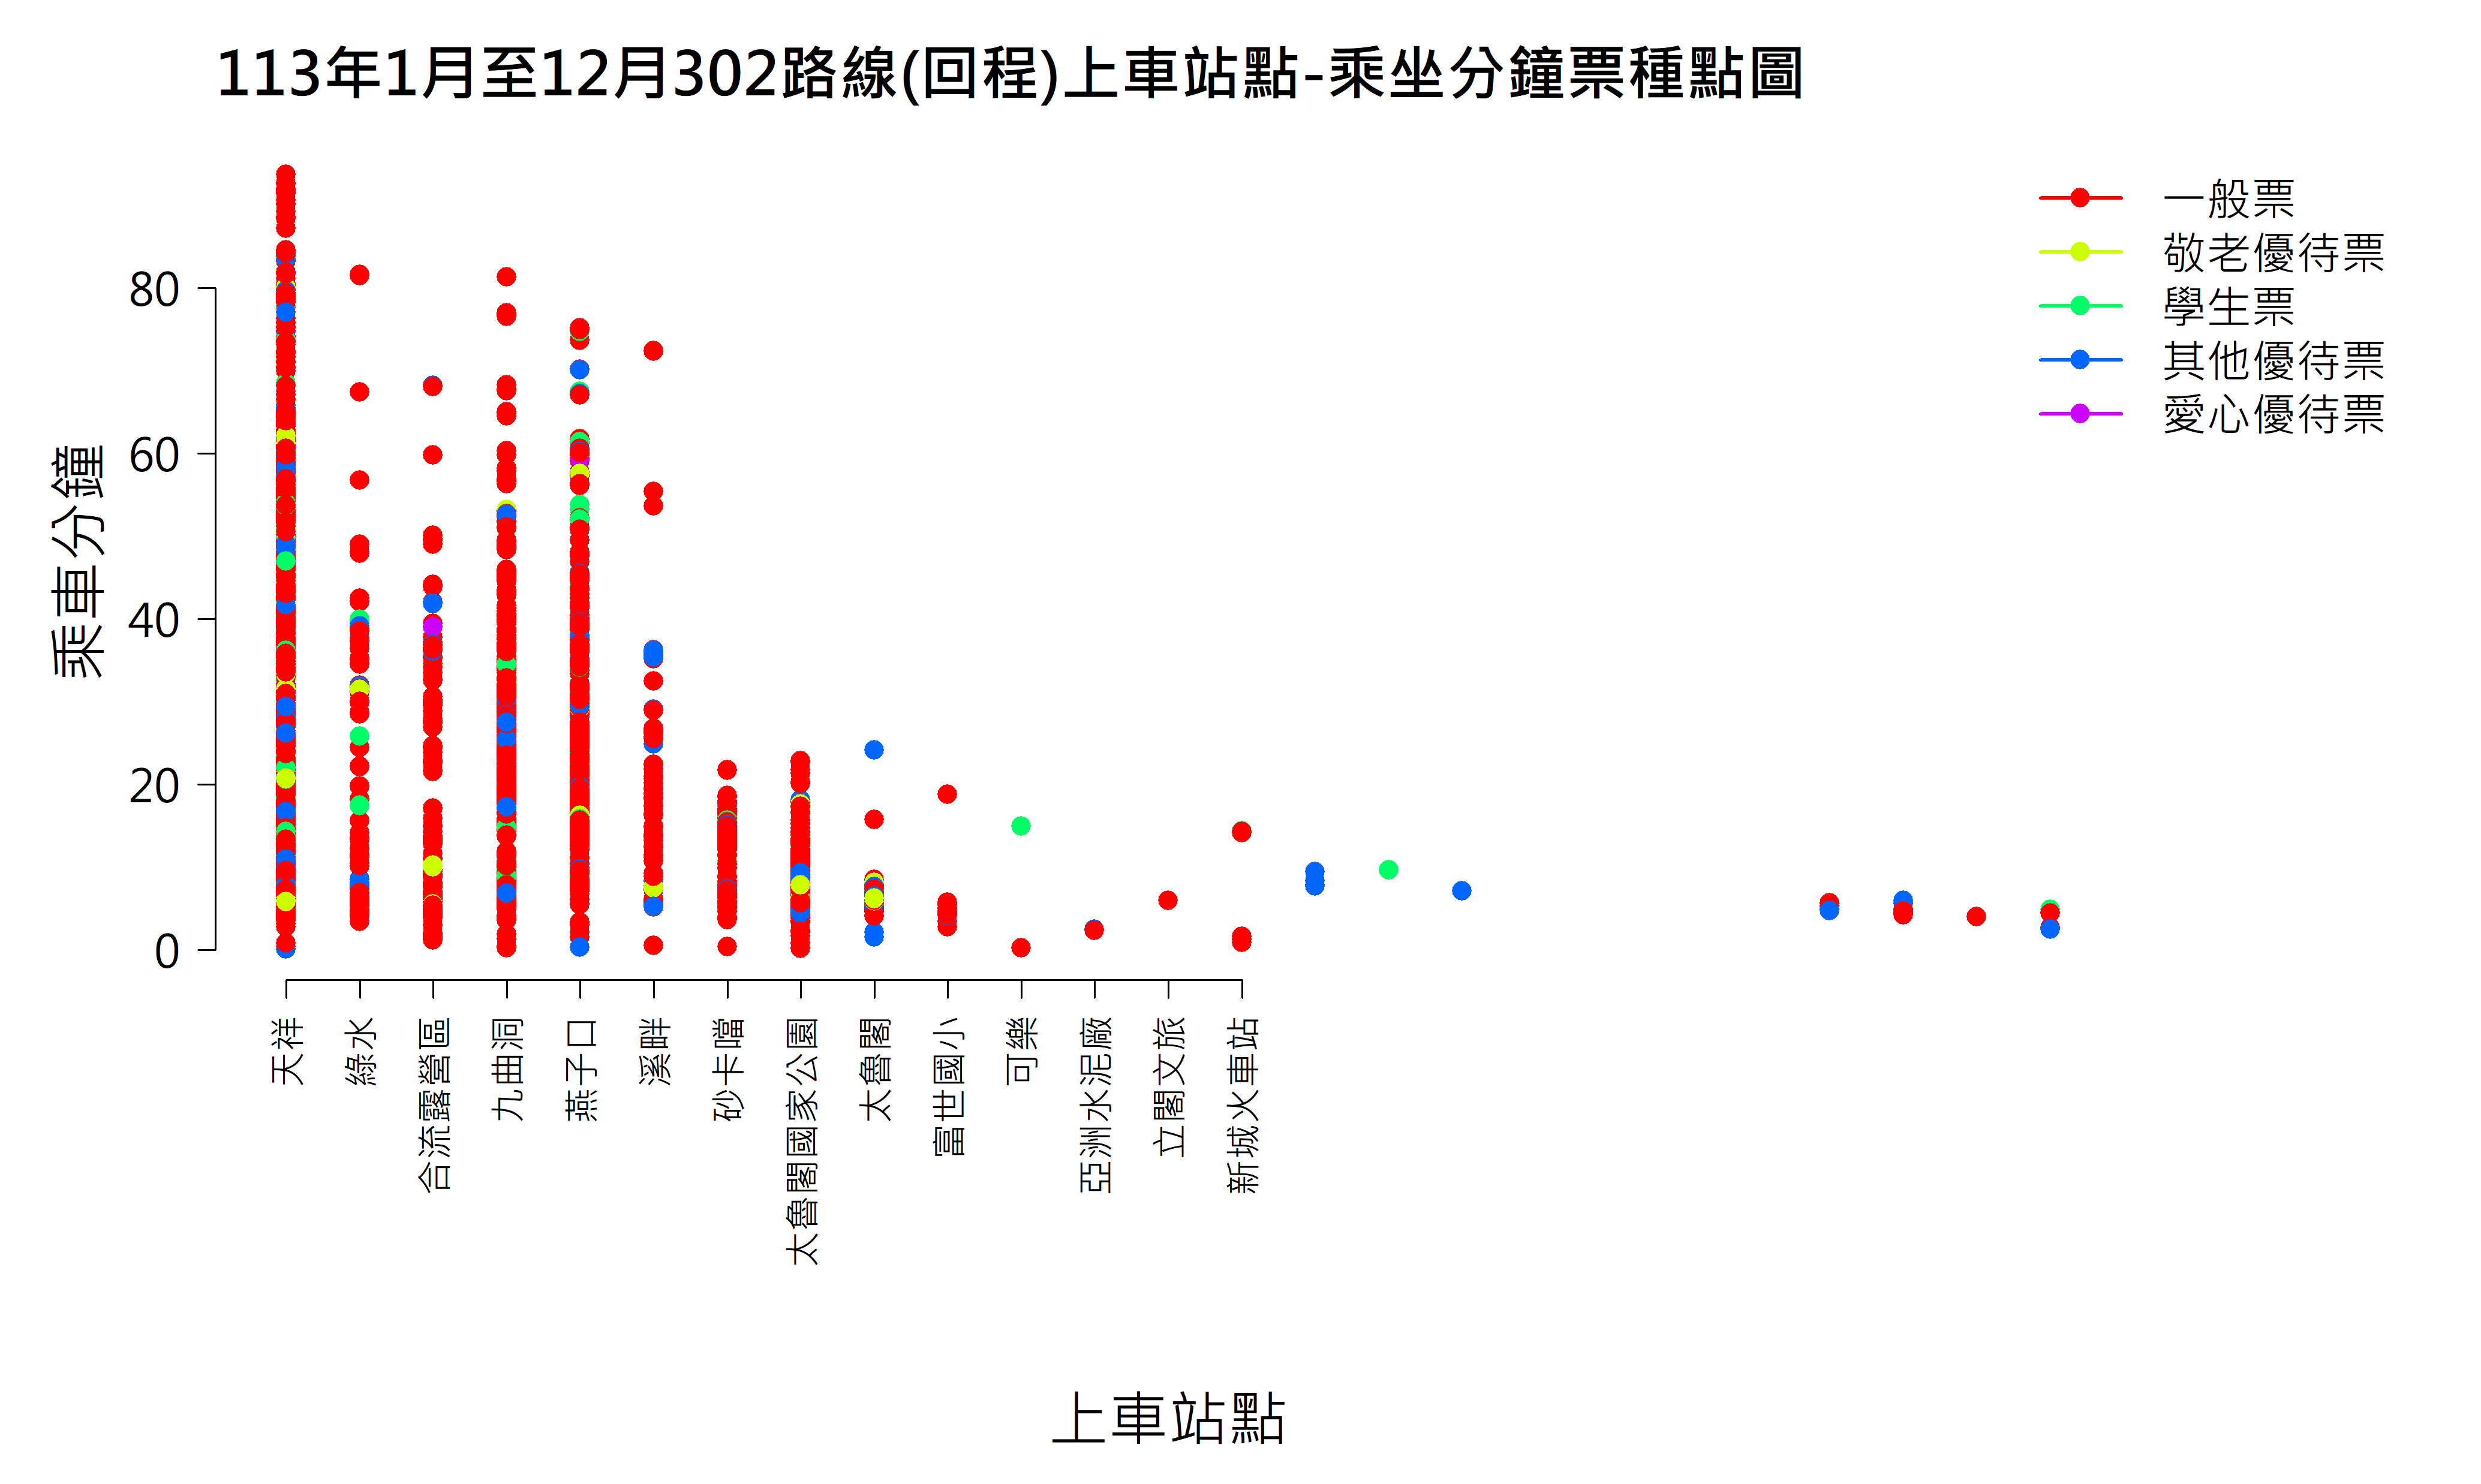 113年1月至12月302路線(回程)上車站點-乘坐分鐘票種點圖
一般票
敬老優待票
學生票
其他優待票
愛心優待票
乘車分鐘
80
60
40
20
0
天祥
綠水
合流露營區
九曲洞
燕子口
溪畔
砂卡噹
太魯閣國家公園
太魯閣
富世國小
可樂
亞洲水泥廠
立閣文旅
新城火車站
上車站點